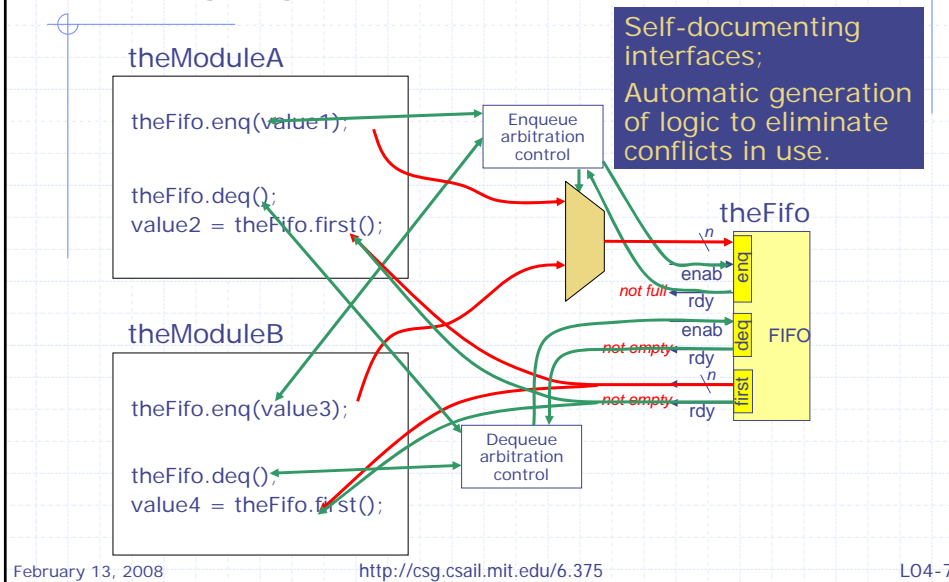 Self-documenting
interfaces;
Automatic generation
of logic to eliminate
conflicts in use.
theModuleA
theFifo.enq(value1);
theFifo.deq();
value2 = theFifo.first();
Enqueue
arbitration
control
theFifo
n
enab
not full
rdy
enq
enab
not empty
rdy
deq
FIFO
n
not empty
rdy
first
theModuleB
theFifo.enq(value3);
theFifo.deq();
value4 = theFifo.first();
Dequeue
arbitration
control
February 13, 2008
http://csg.csail.mit.edu/6.375
L04-7